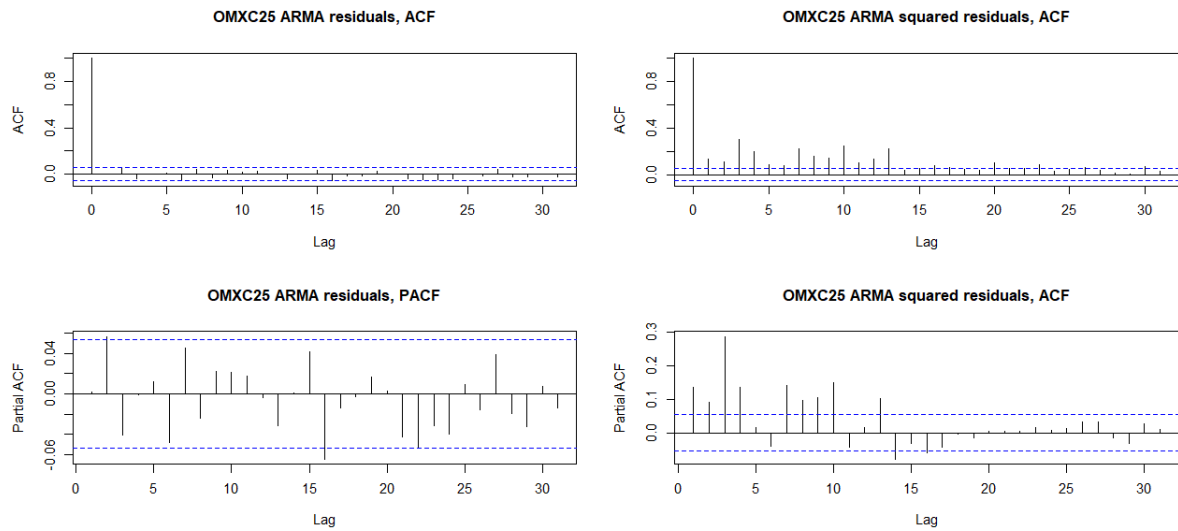 OMXC25 ARMA residuals, ACF
ACF
0.8
0.4
0.0
0 5 10 15 20 25 30
Lag
OMXC25 ARMA squared residuals, ACF
ACF
0.8
0.4
0.0
0 5 10 15 20 25 30
Lag
OMXC25 ARMA residuals, PACF
Partial ACF
0.04
0.00
-0.06
0 5 10 15 20 25 30
Lag
OMXC25 ARMA squared residuals, ACF
Partial ACF
0.3
0.2
0.1
0.0
0 5 10 15 20 25 30
Lag